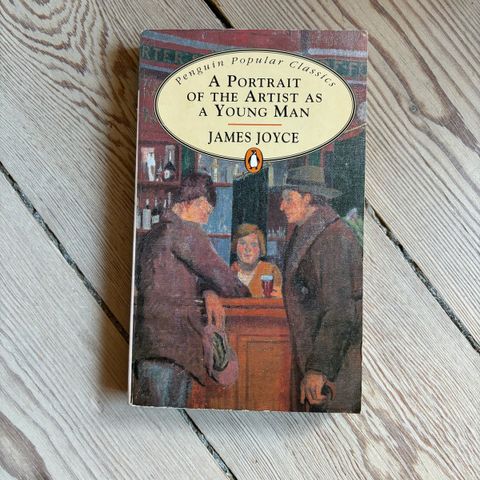 Penguin Popular Classics
A PORTRAIT
OF THE ARTIST AS
A YOUNG MAN
JAMES JOYCE